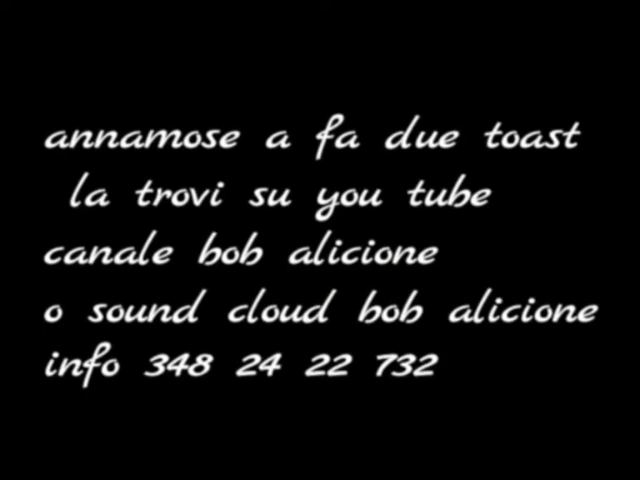 annamose a fa due toast
la trovi su you tube
canale bob alicione
o sound cloud bob alicione
info 348 24 22 732